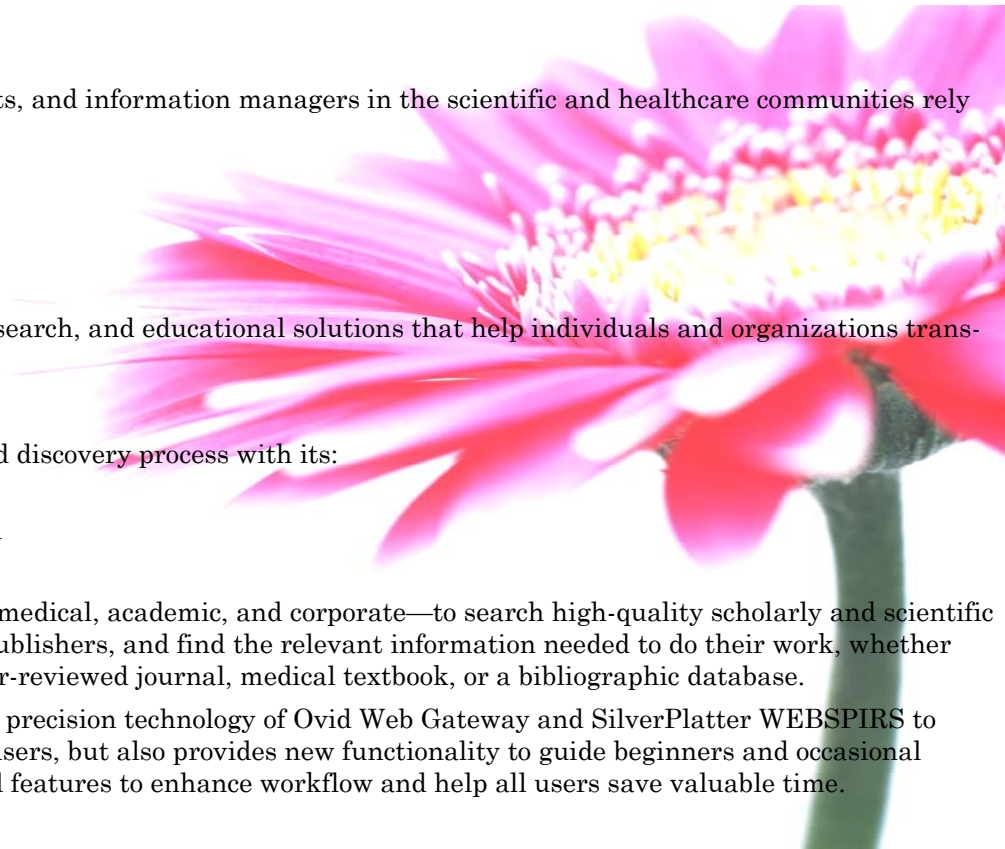 ts, and information managers in the scientific and healthcare communities rely
search, and educational solutions that help individuals and organizations trans-
d discovery process with its:
medical, academic, and corporate—to search high-quality scholarly and scientific
ublishers, and find the relevant information needed to do their work, whether
r-reviewed journal, medical textbook, or a bibliographic database.
precision technology of Ovid Web Gateway and SilverPlatter WEBSPIRS to
users, but also provides new functionality to guide beginners and occasional
l features to enhance workflow and help all users save valuable time.